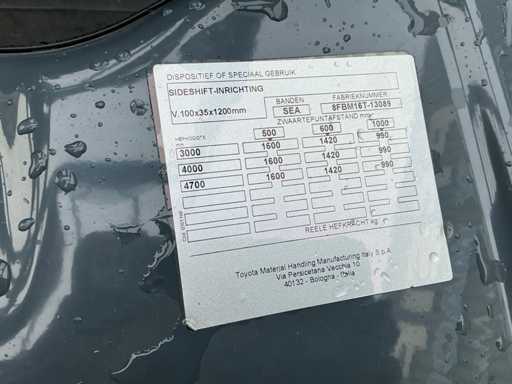 DISPOSITIEF OF SPECIAAL GEBRUIK
SIDESHIFT-INRICHTING
BANDEN FABRIEKNUMMER
V.100x35x1200mm SEA 8FBM16T-13089
ZWAARTEPUNTAFSTAND mm
500 600 1000
3000 1600 1420 990
4000 1600 1420 990
4700 1600 1420 990
REELE HEFKRACHT kg
Toyota Material Handling Manufacturing Italy S.p.A
Via Persicetana Vecchia 10
40132 - Bologna - Italia